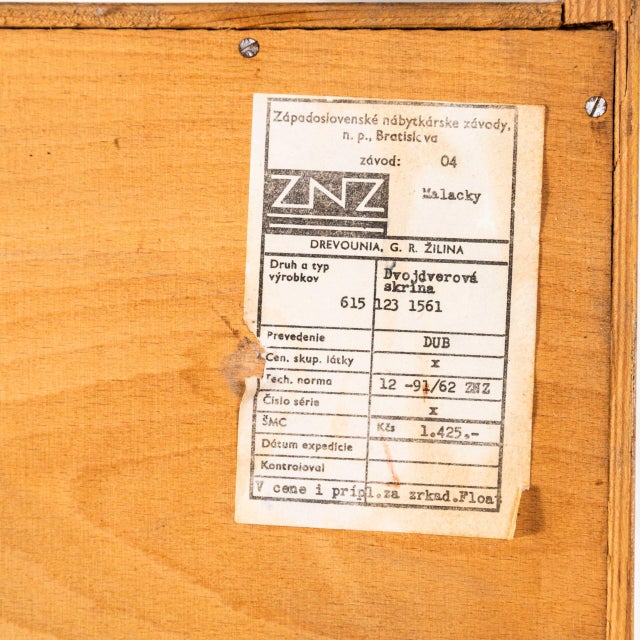 Západoslovenské nábytkárske závody,
n. p., Bratislava
závod: 04
ZNZ Malacky
DREVOUNIA, G. R. ŽILINA
Druh a typ Dvojdverová
výrobkov skriňa
615 123 1561
Prevedenie DUB
Cen. skup. látky x
Tech. norma 12 -91/62 ZNZ
Číslo série x
ŠMC Kčs 1.425,-
Dátum expedície
Kontroloval
V cene i prípl.za zrkad.Float